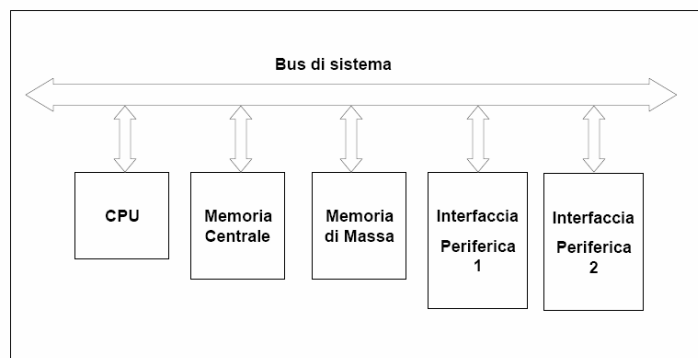 Bus di sistema
CPU
Memoria
Centrale
Memoria
di Massa
Interfaccia
Periferica
1
Interfaccia
Periferica
2